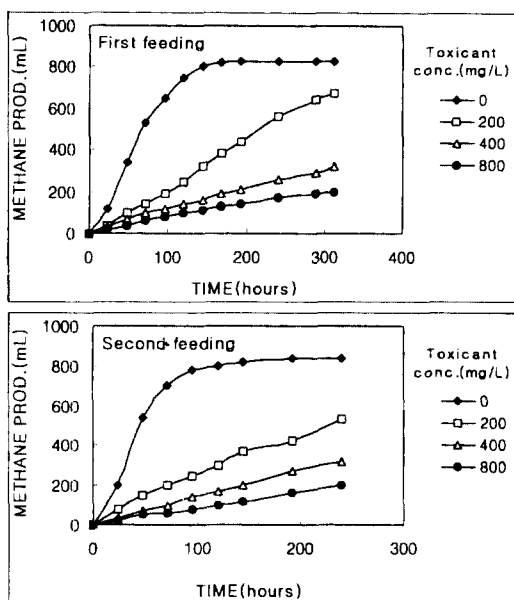 First feeding
METHANE PROD.(mL)
1000
800
600
400
200
0
0 100 200 300 400
TIME(hours)
Toxicant
conc.(mg/L)
0
200
400
800
Second feeding
METHANE PROD.(mL)
1000
800
600
400
200
0
0 100 200 300
TIME(hours)
Toxicant
conc.(mg/L)
0
200
400
800